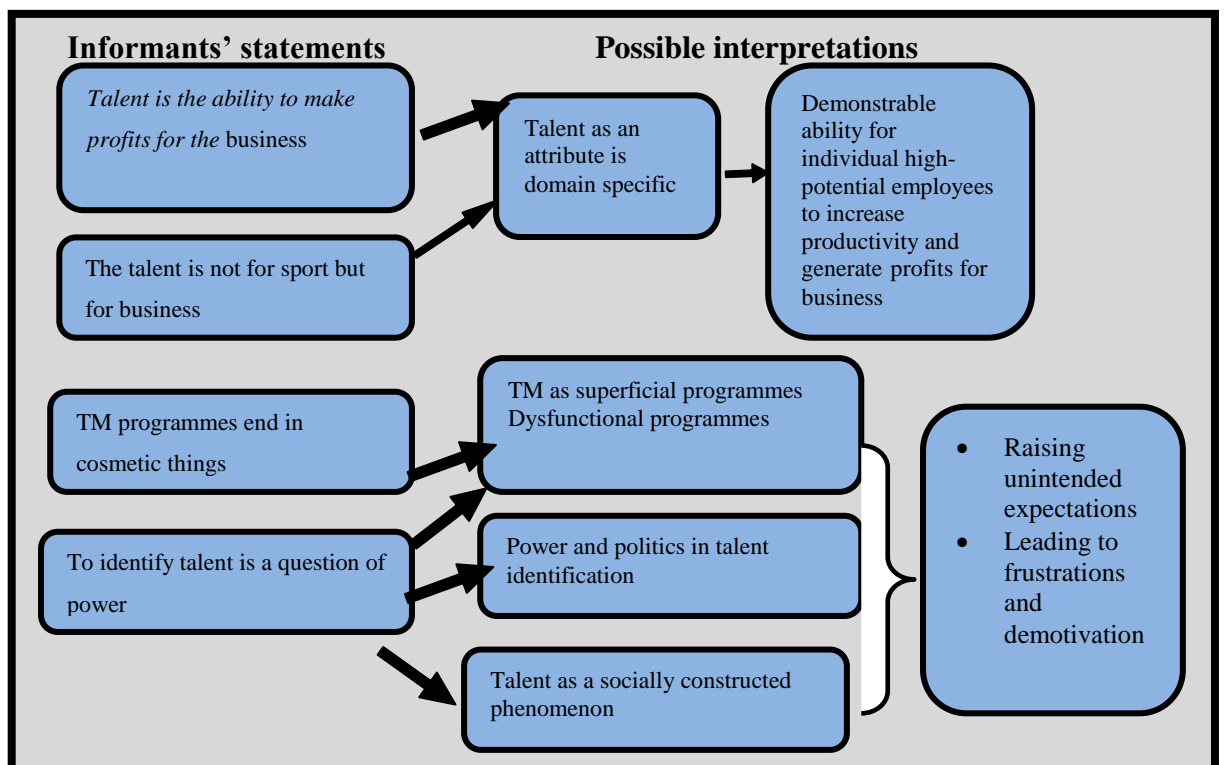 Informants’ statements
Possible interpretations
Talent is the ability to make
profits for the business
The talent is not for sport but
for business
Talent as an
attribute is
domain specific
Demonstrable
ability for
individual high-
potential employees
to increase
productivity and
generate profits for
business
TM programmes end in
cosmetic things
To identify talent is a question of
power
TM as superficial programmes
Dysfunctional programmes
Power and politics in talent
identification
Talent as a socially constructed
phenomenon
• Raising
unintended
expectations
• Leading to
frustrations
and
demotivation